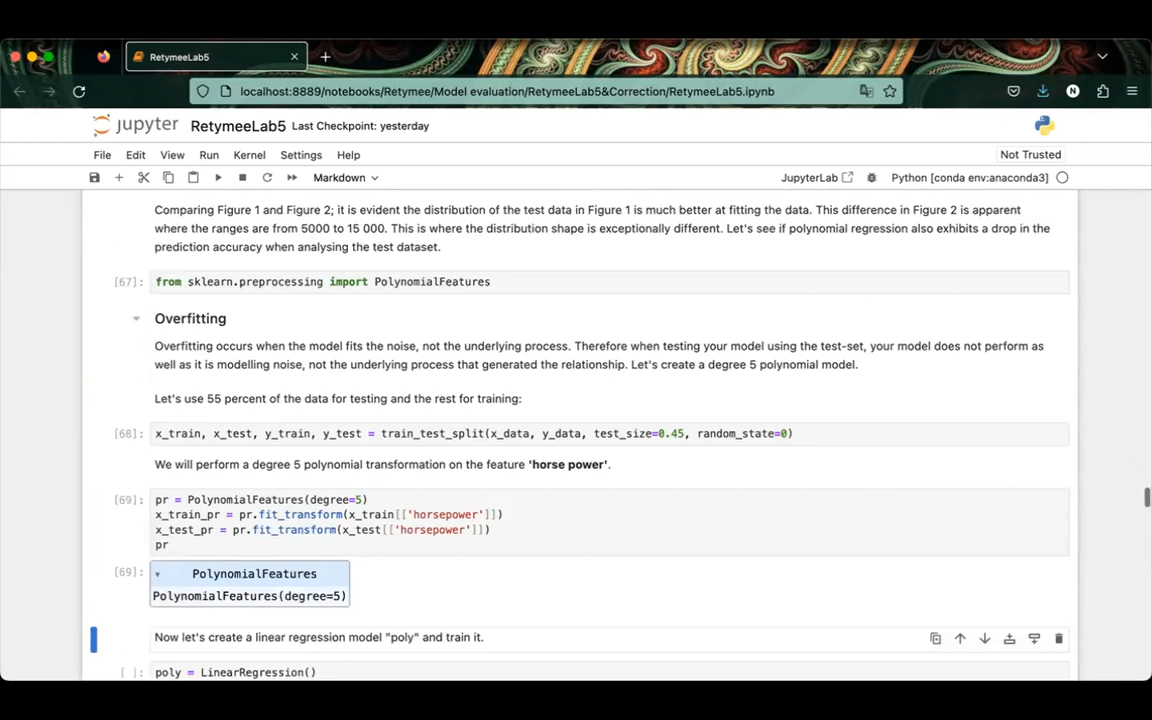 RetymeeLab5
localhost:8889/notebooks/Retymee/Model evaluation/RetymeeLab5&Correction/RetymeeLab5.ipynb
N
jupyter RetymeeLab5 Last Checkpoint: yesterday
File Edit View Run Kernel Settings Help Not Trusted
Markdown JupyterLab Python [conda env:anaconda3]
Comparing Figure 1 and Figure 2; it is evident the distribution of the test data in Figure 1 is much better at fitting the data. This difference in Figure 2 is apparent
where the ranges are from 5000 to 15 000. This is where the distribution shape is exceptionally different. Let's see if polynomial regression also exhibits a drop in the
prediction accuracy when analysing the test dataset.
[67]: from sklearn.preprocessing import PolynomialFeatures
Overfitting
Overfitting occurs when the model fits the noise, not the underlying process. Therefore when testing your model using the test-set, your model does not perform as
well as it is modelling noise, not the underlying process that generated the relationship. Let's create a degree 5 polynomial model.
Let's use 55 percent of the data for testing and the rest for training:
[68]: x_train, x_test, y_train, y_test = train_test_split(x_data, y_data, test_size=0.45, random_state=0)
We will perform a degree 5 polynomial transformation on the feature 'horse power'.
[69]: pr = PolynomialFeatures(degree=5)
x_train_pr = pr.fit_transform(x_train[['horsepower']])
x_test_pr = pr.fit_transform(x_test[['horsepower']])
pr
[69]: PolynomialFeatures
PolynomialFeatures(degree=5)
Now let's create a linear regression model "poly" and train it.
[ ]: poly = LinearRegression()